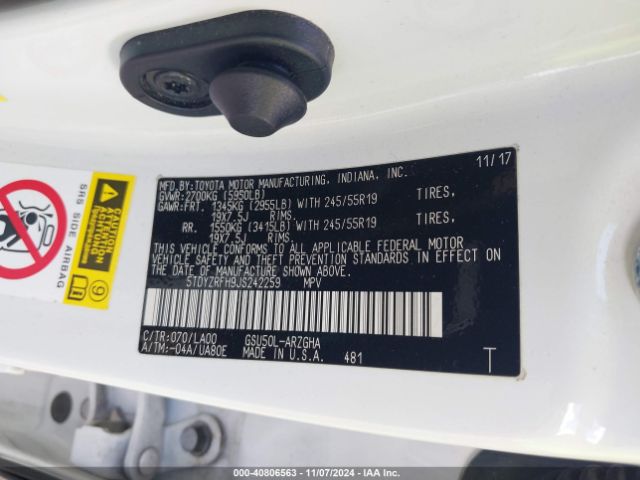 MFD.BY:TOYOTA MOTOR MANUFACTURING, INDIANA, INC. 11/17
GVWR:2700KG (5950LB)
GAWR:FRT. 1345KG (2955LB) WITH 245/55R19 TIRES,
19X7.5J RIMS.
RR. 1550KG (3415LB) WITH 245/55R19 TIRES,
19X7.5J RIMS.
THIS VEHICLE CONFORMS TO ALL APPLICABLE FEDERAL MOTOR
VEHICLE SAFETY AND THEFT PREVENTION STANDARDS IN EFFECT ON
THE DATE OF MANUFACTURE SHOWN ABOVE.
5TDYZRFH9JS242259 MPV
C/TR:070/LA00 GSU50L-ARZGHA
A/TM:-04A/UA80E MADE IN U.S.A. 481 T
SRS SIDE AIRBAG
CAUTION
9
000-40806563 — 11/07/2024 — IAA Inc.